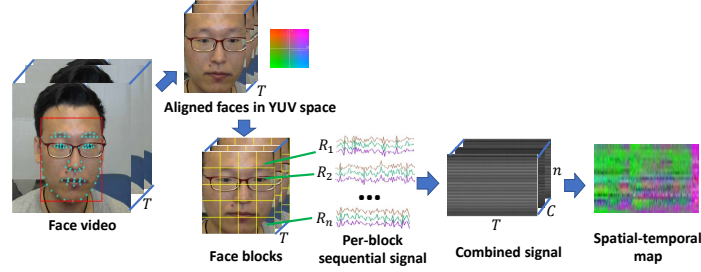 T
Face video
T
Aligned faces in YUV space
T
Face blocks
R1
R2
•••
Rn
Per-block
sequential signal
T
C
n
Combined signal
Spatial-temporal
map